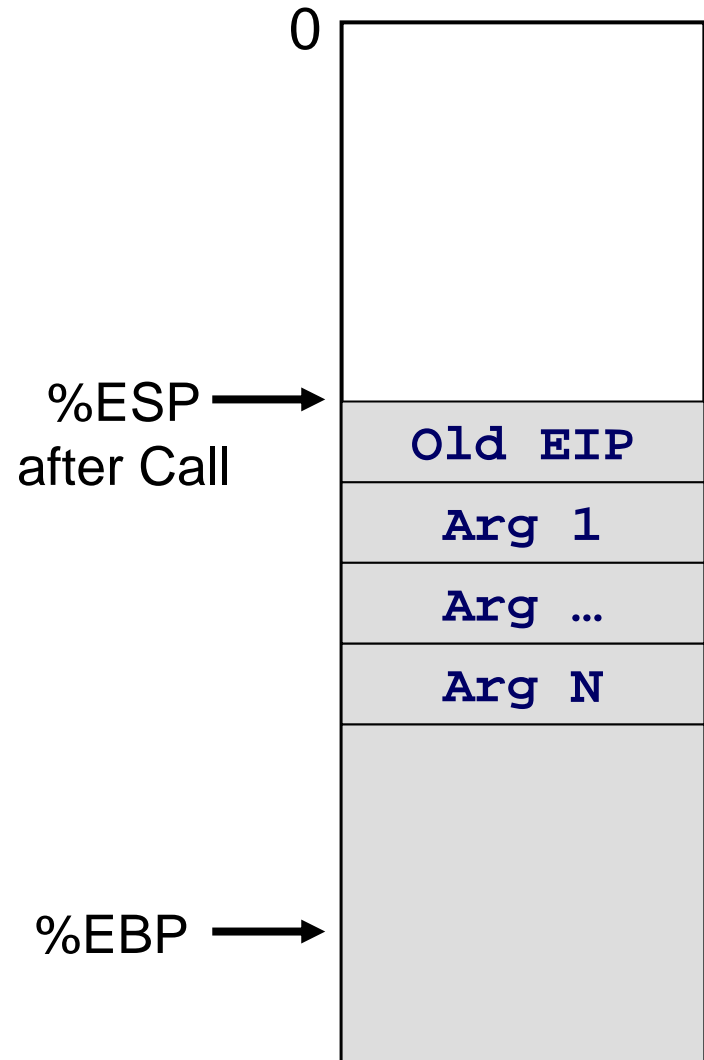 0
%ESP
after Call
Old EIP
Arg 1
Arg …
Arg N
%EBP